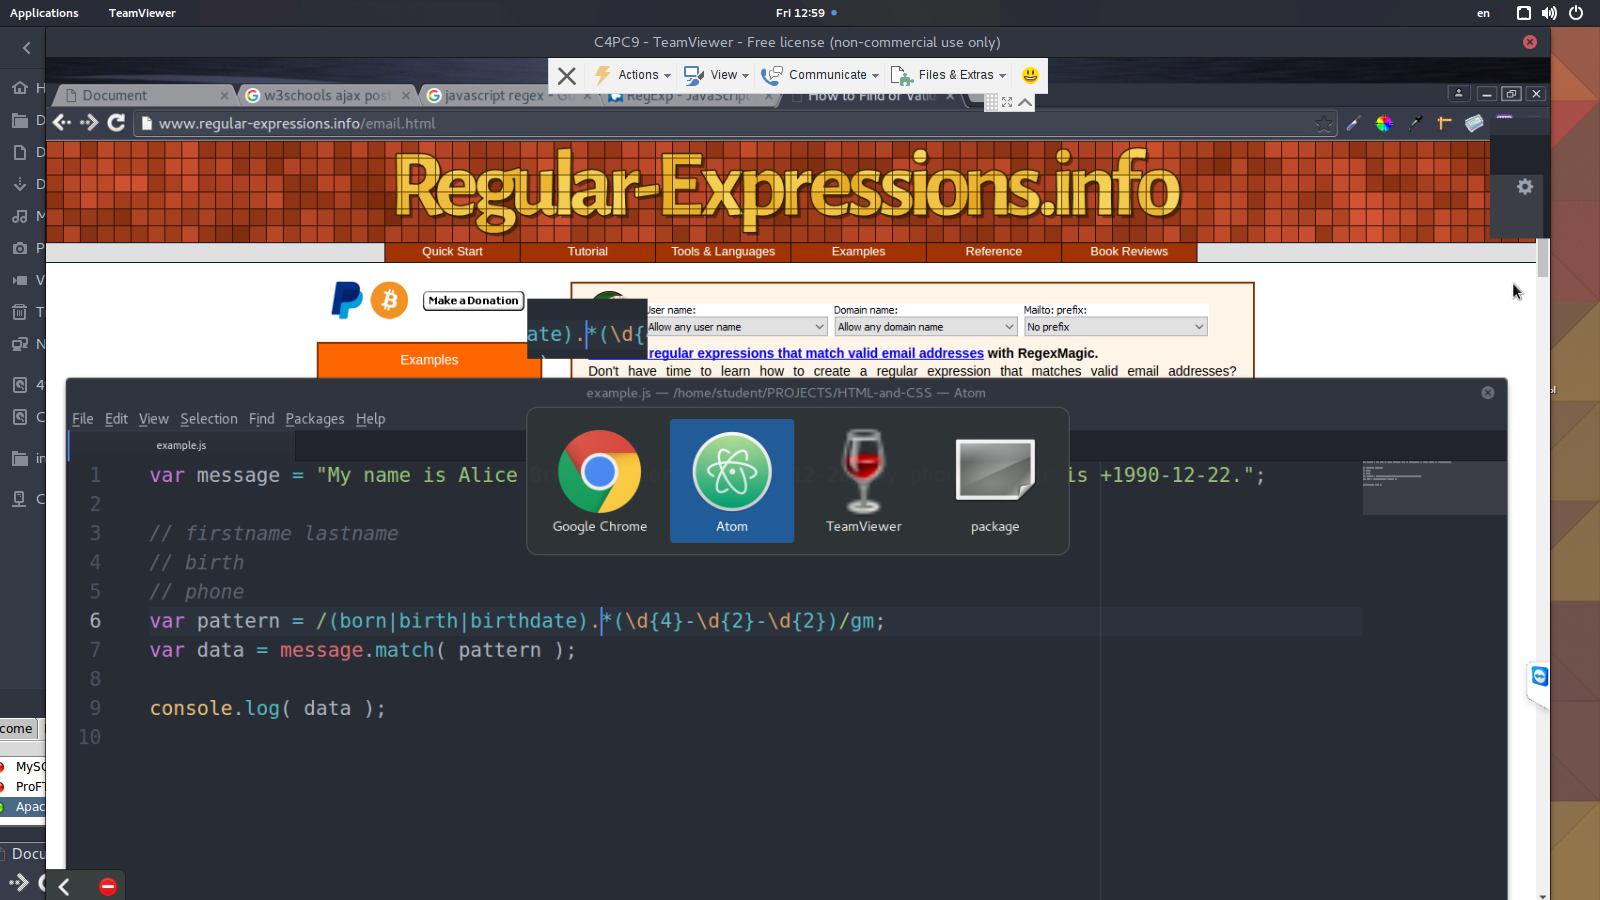 Applications TeamViewer Fri 12:59 en
C4PC9 - TeamViewer - Free license (non-commercial use only)
Actions View Communicate Files & Extras
Document w3schools ajax post javascript regex - G RegExp - JavaScript How to Find or Valid
www.regular-expressions.info/email.html
Regular-Expressions.info
Quick Start Tutorial Tools & Languages Examples Reference Book Reviews
Make a Donation
User name: Domain name: Mailto: prefix:
Allow any user name Allow any domain name No prefix
ate).*(\d{
regular expressions that match valid email addresses with RegexMagic.
Examples
Don't have time to learn how to create a regular expression that matches valid email addresses?
example.js — /home/student/PROJECTS/HTML-and-CSS — Atom
File Edit View Selection Find Packages Help
example.js
1 var message = "My name is Alice is +1990-12-22.";
2
3 // firstname lastname
4 // birth
5 // phone
6 var pattern = /(born|birth|birthdate).*(\d{4}-\d{2}-\d{2})/gm;
7 var data = message.match( pattern );
8
9 console.log( data );
10
Google Chrome Atom TeamViewer package
H
D
D
D
M
P
V
T
N
4
C
in
C
come
MySC
ProFT
Apac
Docu